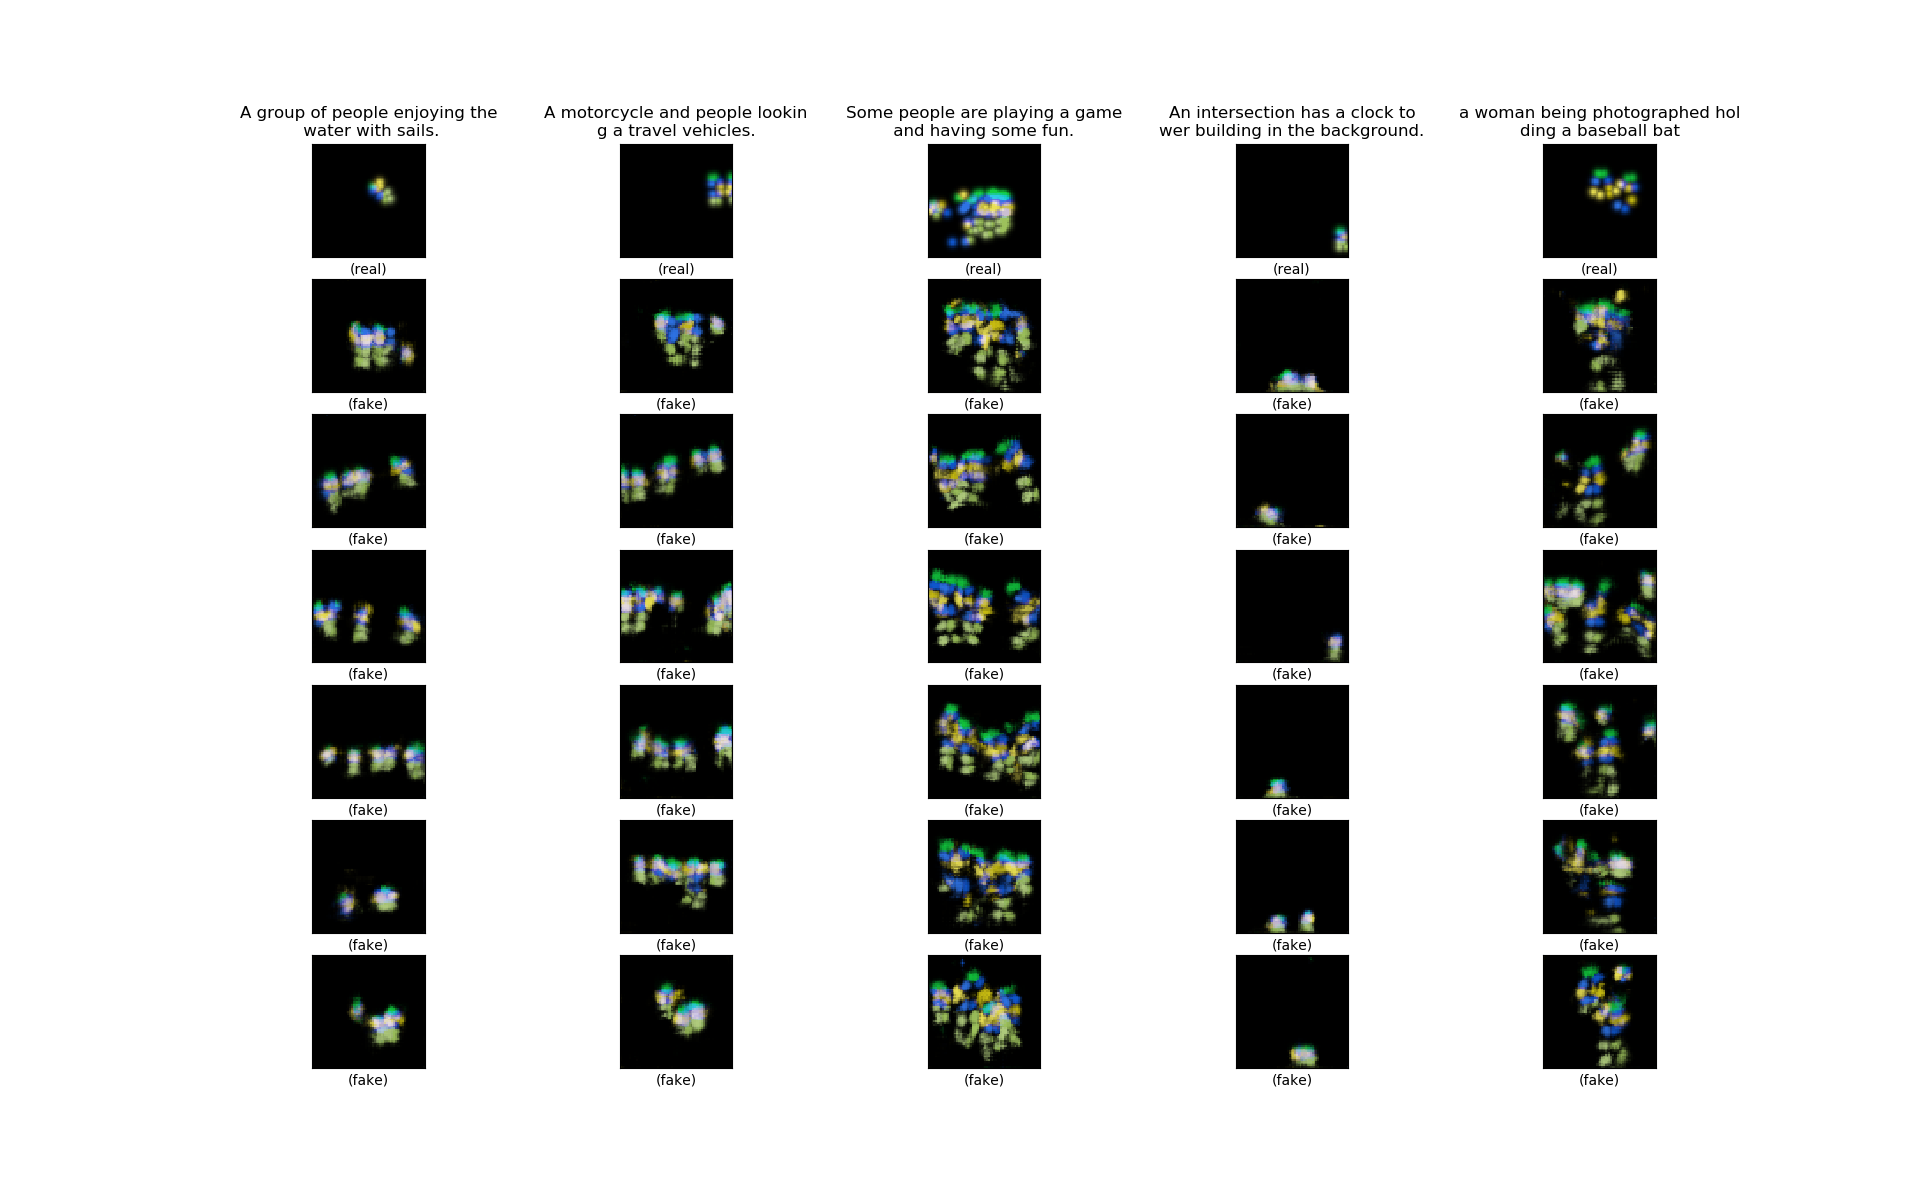 A group of people enjoying the
water with sails.
A motorcycle and people lookin
g a travel vehicles.
Some people are playing a game
and having some fun.
An intersection has a clock to
wer building in the background.
a woman being photographed hol
ding a baseball bat
(real) (real) (real) (real) (real)
(fake) (fake) (fake) (fake) (fake)
(fake) (fake) (fake) (fake) (fake)
(fake) (fake) (fake) (fake) (fake)
(fake) (fake) (fake) (fake) (fake)
(fake) (fake) (fake) (fake) (fake)
(fake) (fake) (fake) (fake) (fake)